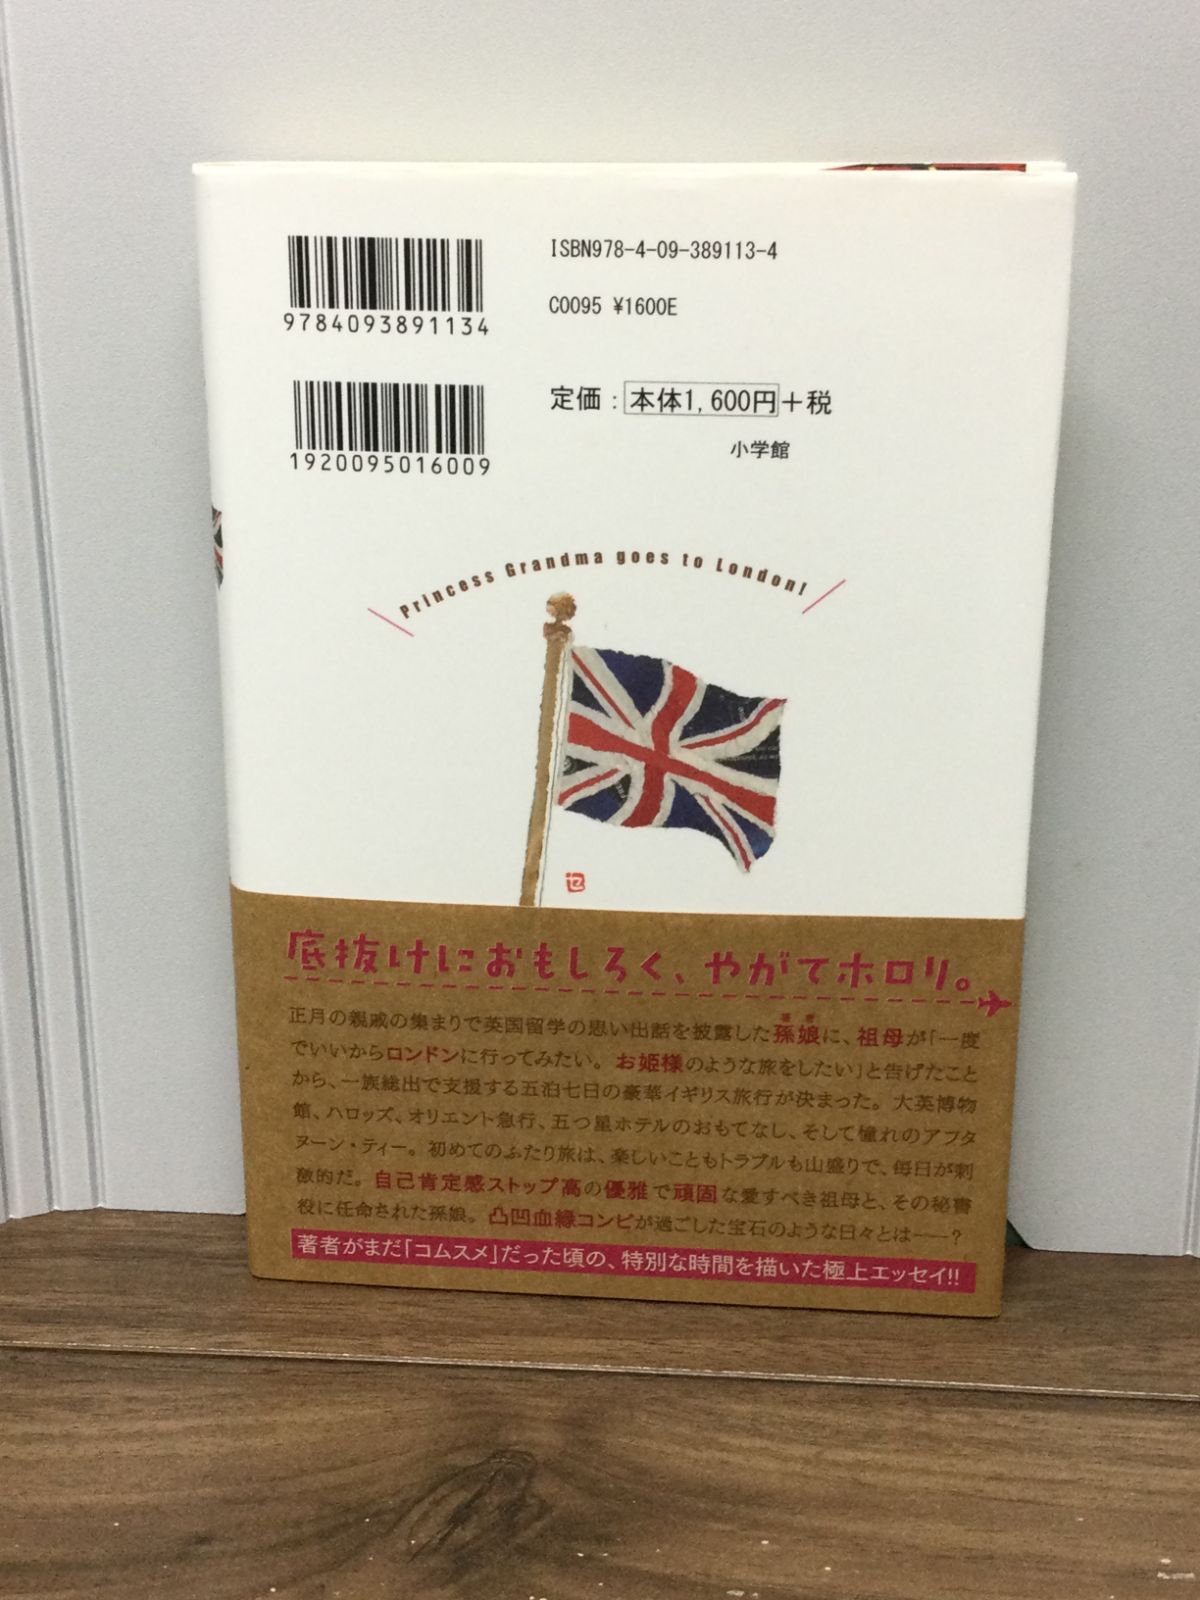 9784093891134
ISBN978-4-09-389113-4
C0095 ¥1600E
1920095016009
定価：本体1,600円＋税
小学館
Princess Grandma goes to London!
底抜けにおもしろく、やがてホロリ。
正月の親戚の集まりで英国留学の思い出話を披露した孫娘に、祖母が「一度
でいいからロンドンに行ってみたい。お姫様のような旅をしたい」と告げたこと
から、一族総出で支援する五泊七日の豪華イギリス旅行が決まった。大英博物
館、ハロッズ、オリエント急行、五つ星ホテルのおもてなし、そして憧れのアフタ
ヌーン・ティー。初めてのふたり旅は、楽しいこともトラブルも山盛りで、毎日が刺
激的だ。自己肯定感ストップ高の優雅で頑固な愛すべき祖母と、その秘書
役に任命された孫娘。凸凹血縁コンビが過ごした宝石のような日々とは──？
著者がまだ「コムスメ」だった頃の、特別な時間を描いた極上エッセイ!!